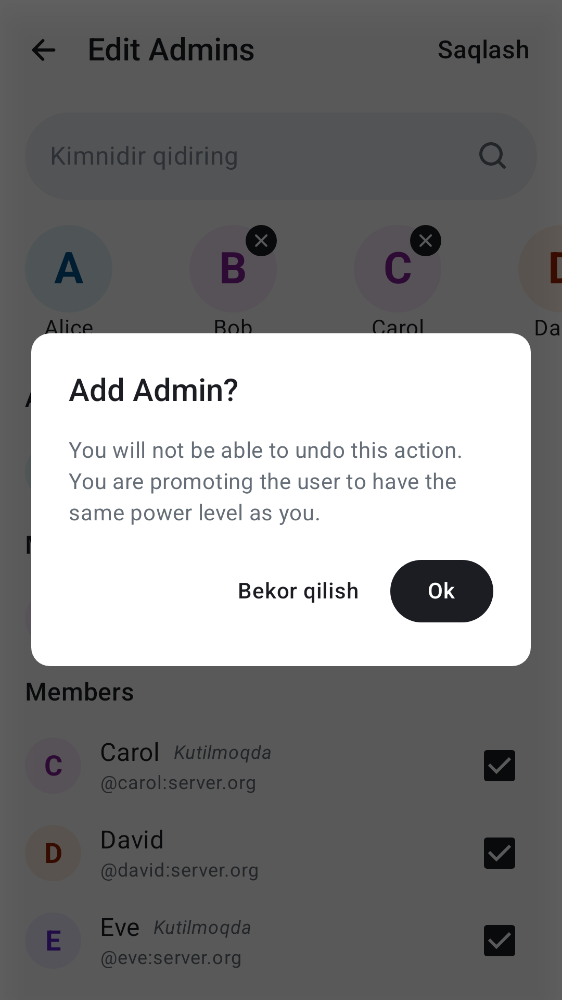 Edit Admins
Saqlash
Kimnidir qidiring
A
B
C
Alice
Bob
Carol
Da
Add Admin?
You will not be able to undo this action.
You are promoting the user to have the
same power level as you.
Bekor qilish
Ok
Members
C
Carol Kutilmoqda
@carol:server.org
D
David
@david:server.org
E
Eve Kutilmoqda
@eve:server.org